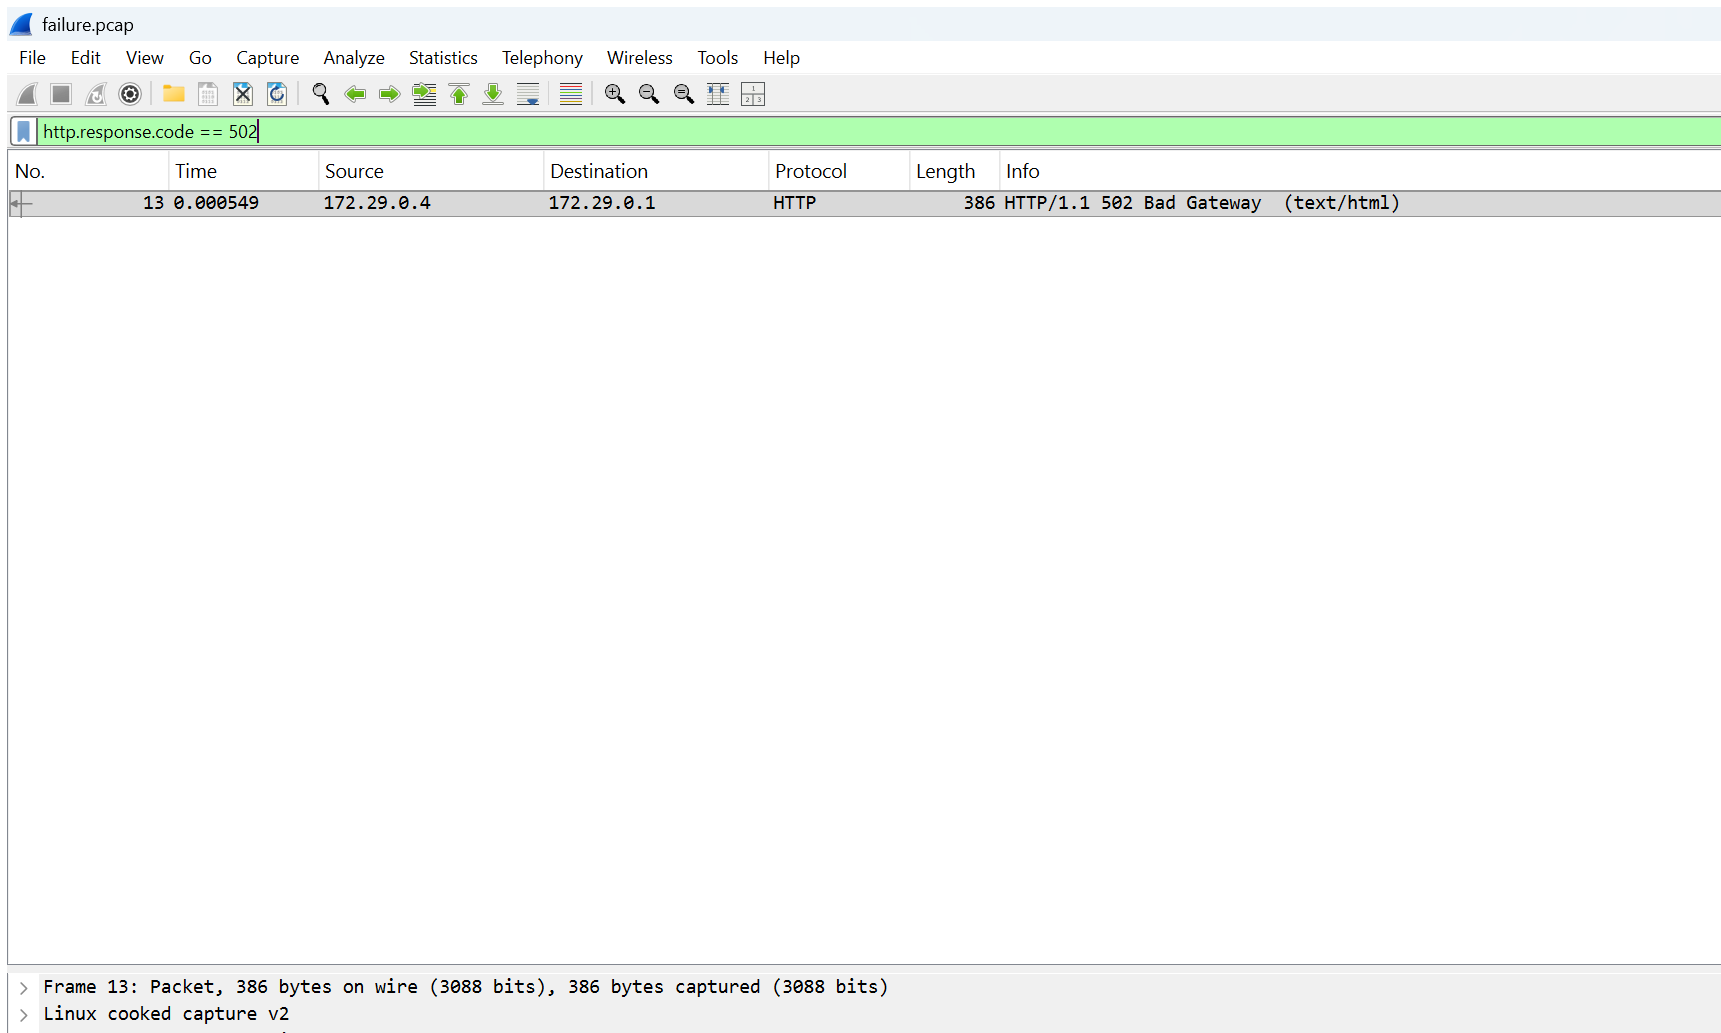 failure.pcap
File Edit View Go Capture Analyze Statistics Telephony Wireless Tools Help
http.response.code == 502
No. Time Source Destination Protocol Length Info
13 0.000549 172.29.0.4 172.29.0.1 HTTP 386 HTTP/1.1 502 Bad Gateway (text/html)
Frame 13: Packet, 386 bytes on wire (3088 bits), 386 bytes captured (3088 bits)
Linux cooked capture v2